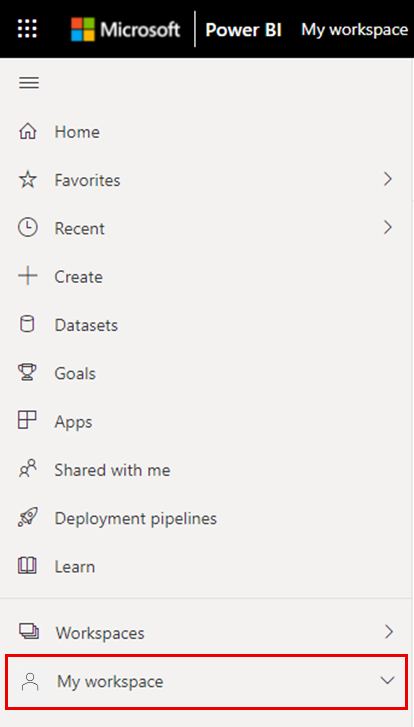 Microsoft Power BI My workspace
Home
Favorites
Recent
Create
Datasets
Goals
Apps
Shared with me
Deployment pipelines
Learn
Workspaces
My workspace